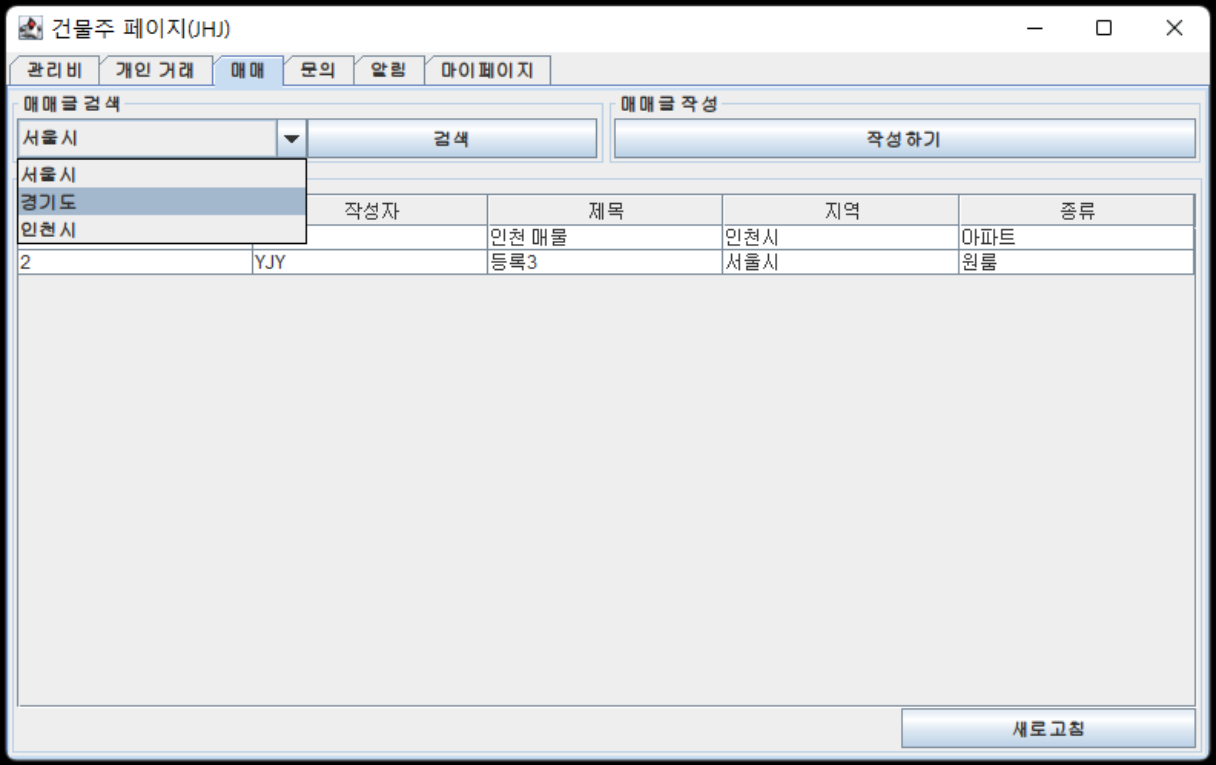 건물주 페이지(JHJ)
관리비 개인 거래 매매 문의 알림 마이페이지
매매글 검색 매매글 작성
서울시 검색 작성하기
서울시
경기도
인천시
작성자 제목 지역 종류
인천 매물 인천시 아파트
2 YJY 등록3 서울시 원룸
새로고침